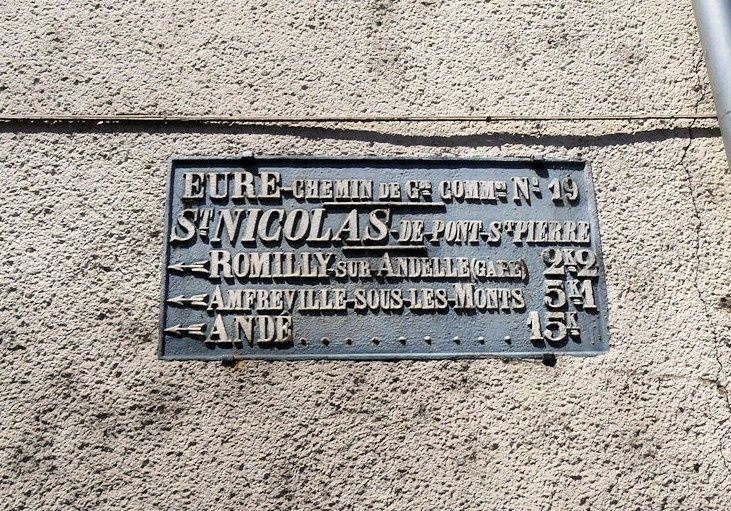 EURE-CHEMIN DE GDE COMMON NO 19
ST NICOLAS-DE-PONT-ST PIERRE
ROMILLY-SUR-ANDELLE (GARE) 2K2
AMFREVILLE-SOUS-LES-MONTS 5K1
ANDÉ 15K